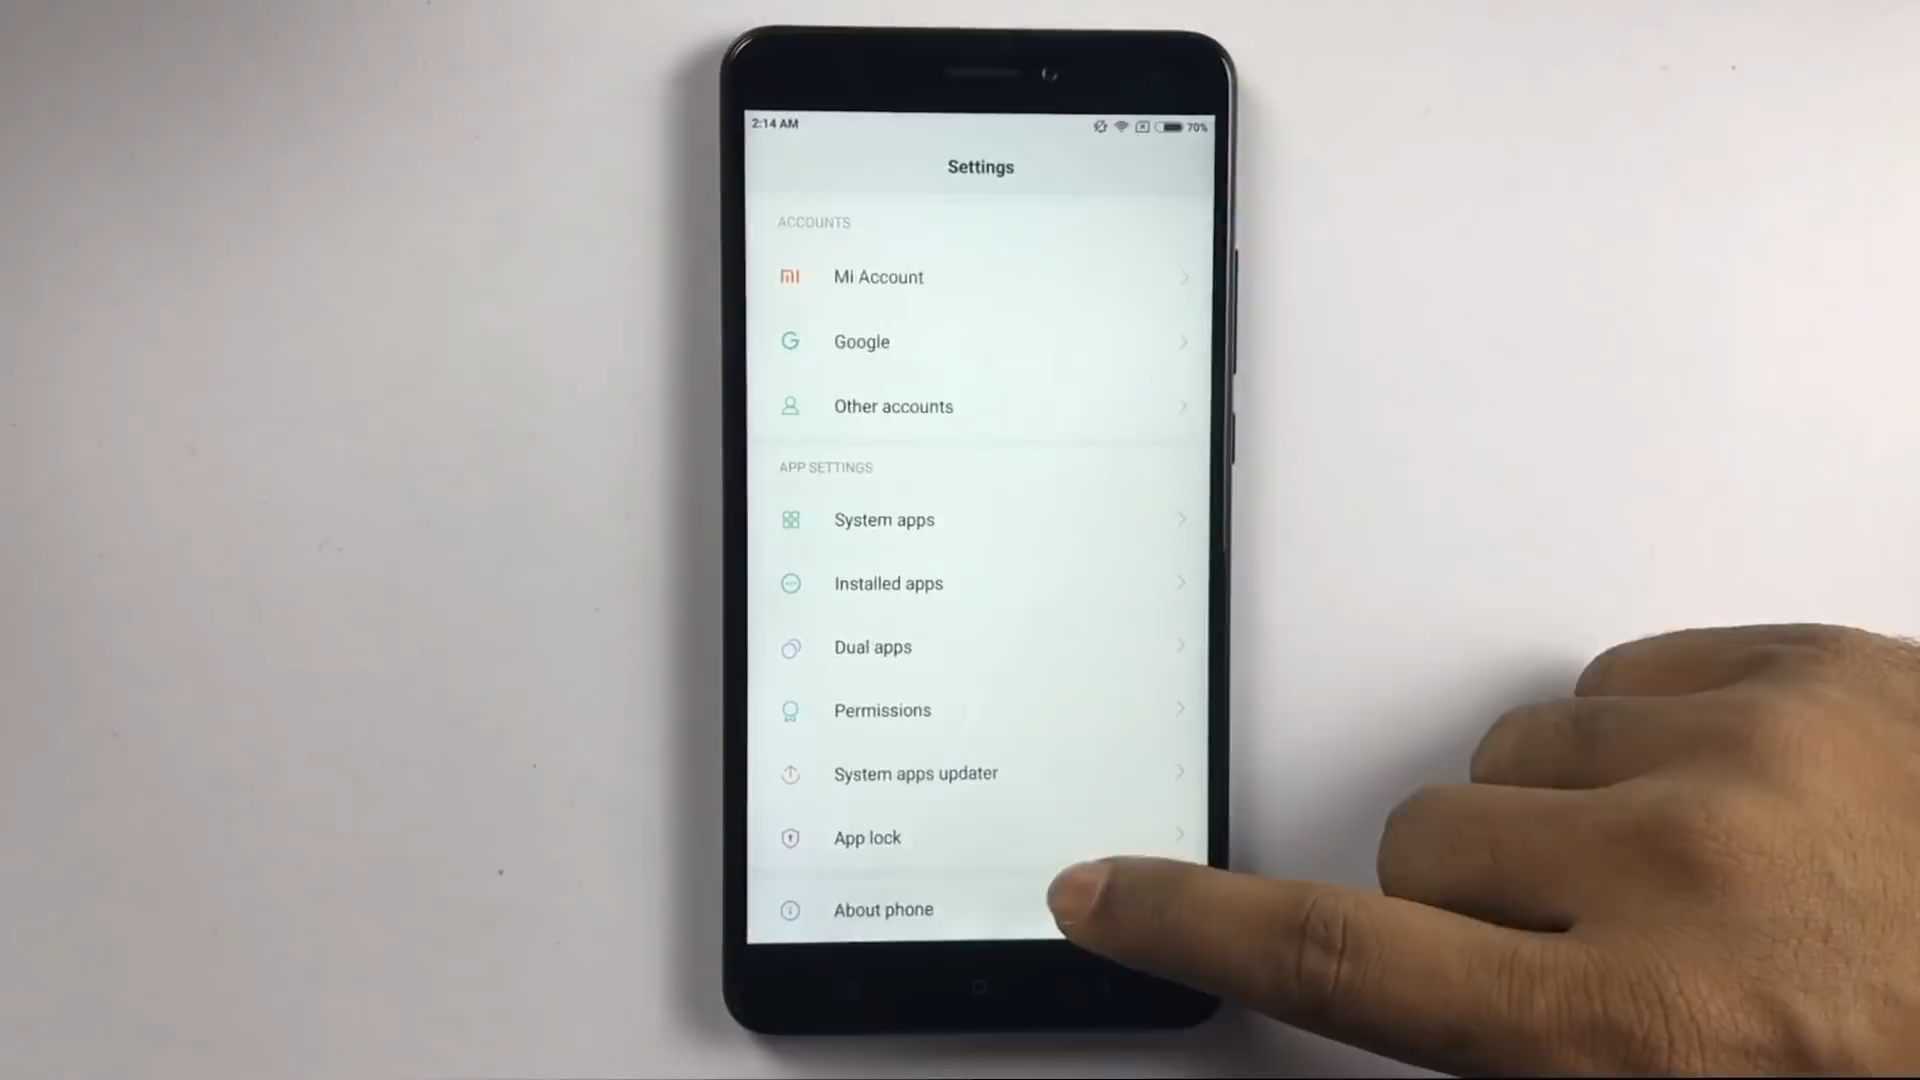 2:14 AM 70%
Settings
ACCOUNTS
Mi Account
Google
Other accounts
APP SETTINGS
System apps
Installed apps
Dual apps
Permissions
System apps updater
App lock
About phone